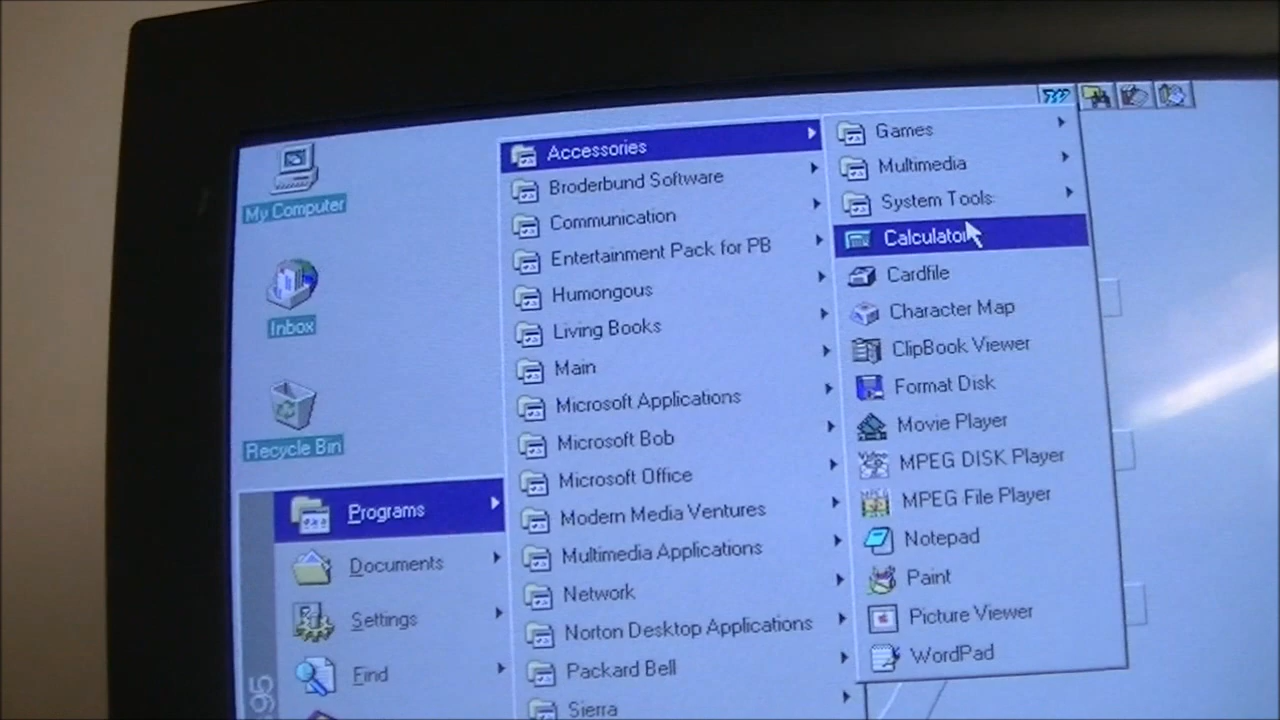 My Computer
Inbox
Recycle Bin
Programs
Documents
Settings
Find
95
Accessories
Broderbund Software
Communication
Entertainment Pack for PB
Humongous
Living Books
Main
Microsoft Applications
Microsoft Bob
Microsoft Office
Modern Media Ventures
Multimedia Applications
Network
Norton Desktop Applications
Packard Bell
Sierra
Games
Multimedia
System Tools
Calculator
Cardfile
Character Map
ClipBook Viewer
Format Disk
Movie Player
MPEG DISK Player
MPEG File Player
Notepad
Paint
Picture Viewer
WordPad